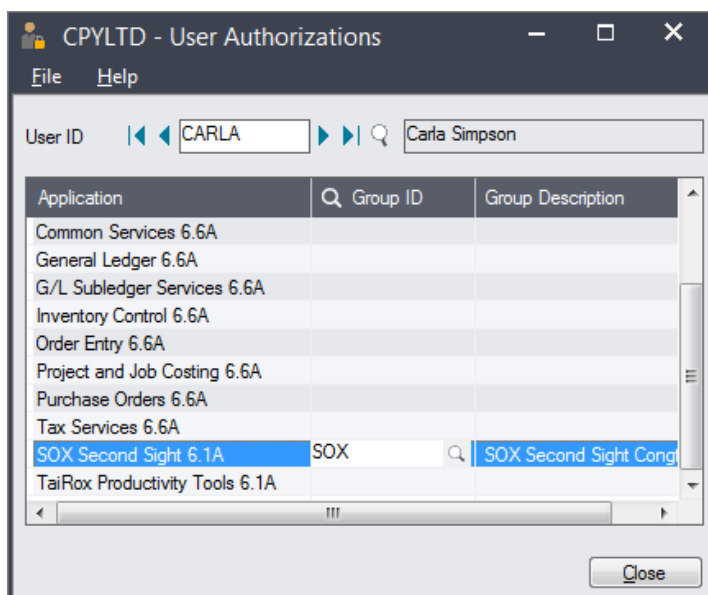 CPYLTD - User Authorizations
File Help
User ID CARLA Carla Simpson
Application Group ID Group Description
Common Services 6.6A
General Ledger 6.6A
G/L Subledger Services 6.6A
Inventory Control 6.6A
Order Entry 6.6A
Project and Job Costing 6.6A
Purchase Orders 6.6A
Tax Services 6.6A
SOX Second Sight 6.1A SOX SOX Second Sight
TaiRox Productivity Tools 6.1A
Close